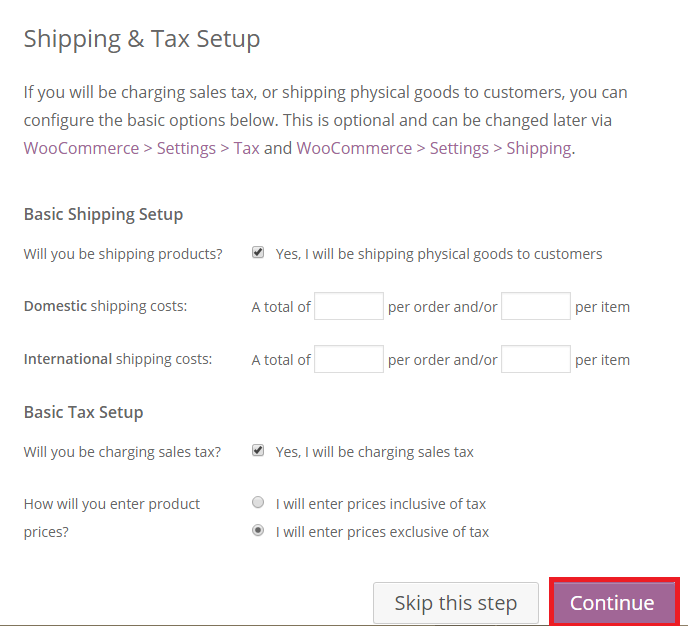 Shipping & Tax Setup
If you will be charging sales tax, or shipping physical goods to customers, you can
configure the basic options below. This is optional and can be changed later via
WooCommerce > Settings > Tax and WooCommerce > Settings > Shipping.
Basic Shipping Setup
Will you be shipping products? Yes, I will be shipping physical goods to customers
Domestic shipping costs: A total of per order and/or per item
International shipping costs: A total of per order and/or per item
Basic Tax Setup
Will you be charging sales tax? Yes, I will be charging sales tax
How will you enter product I will enter prices inclusive of tax
prices? I will enter prices exclusive of tax
Skip this step Continue